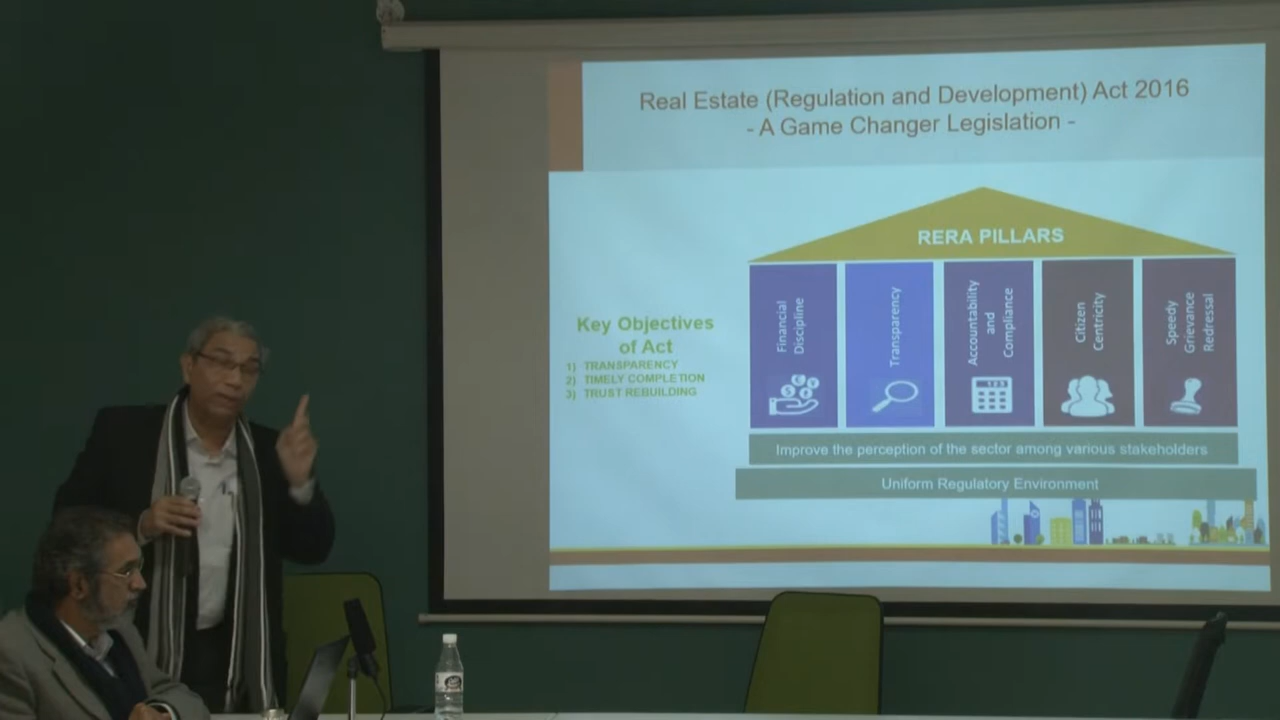 Real Estate (Regulation and Development) Act 2016
- A Game Changer Legislation -
RERA PILLARS
Key Objectives
of Act
1) TRANSPARENCY
2) TIMELY COMPLETION
3) TRUST REBUILDING
Financial
Discipline
Transparency
Accountability
and
Compliance
Citizen
Centricity
Speedy
Grievance
Redressal
Improve the perception of the sector among various stakeholders
Uniform Regulatory Environment